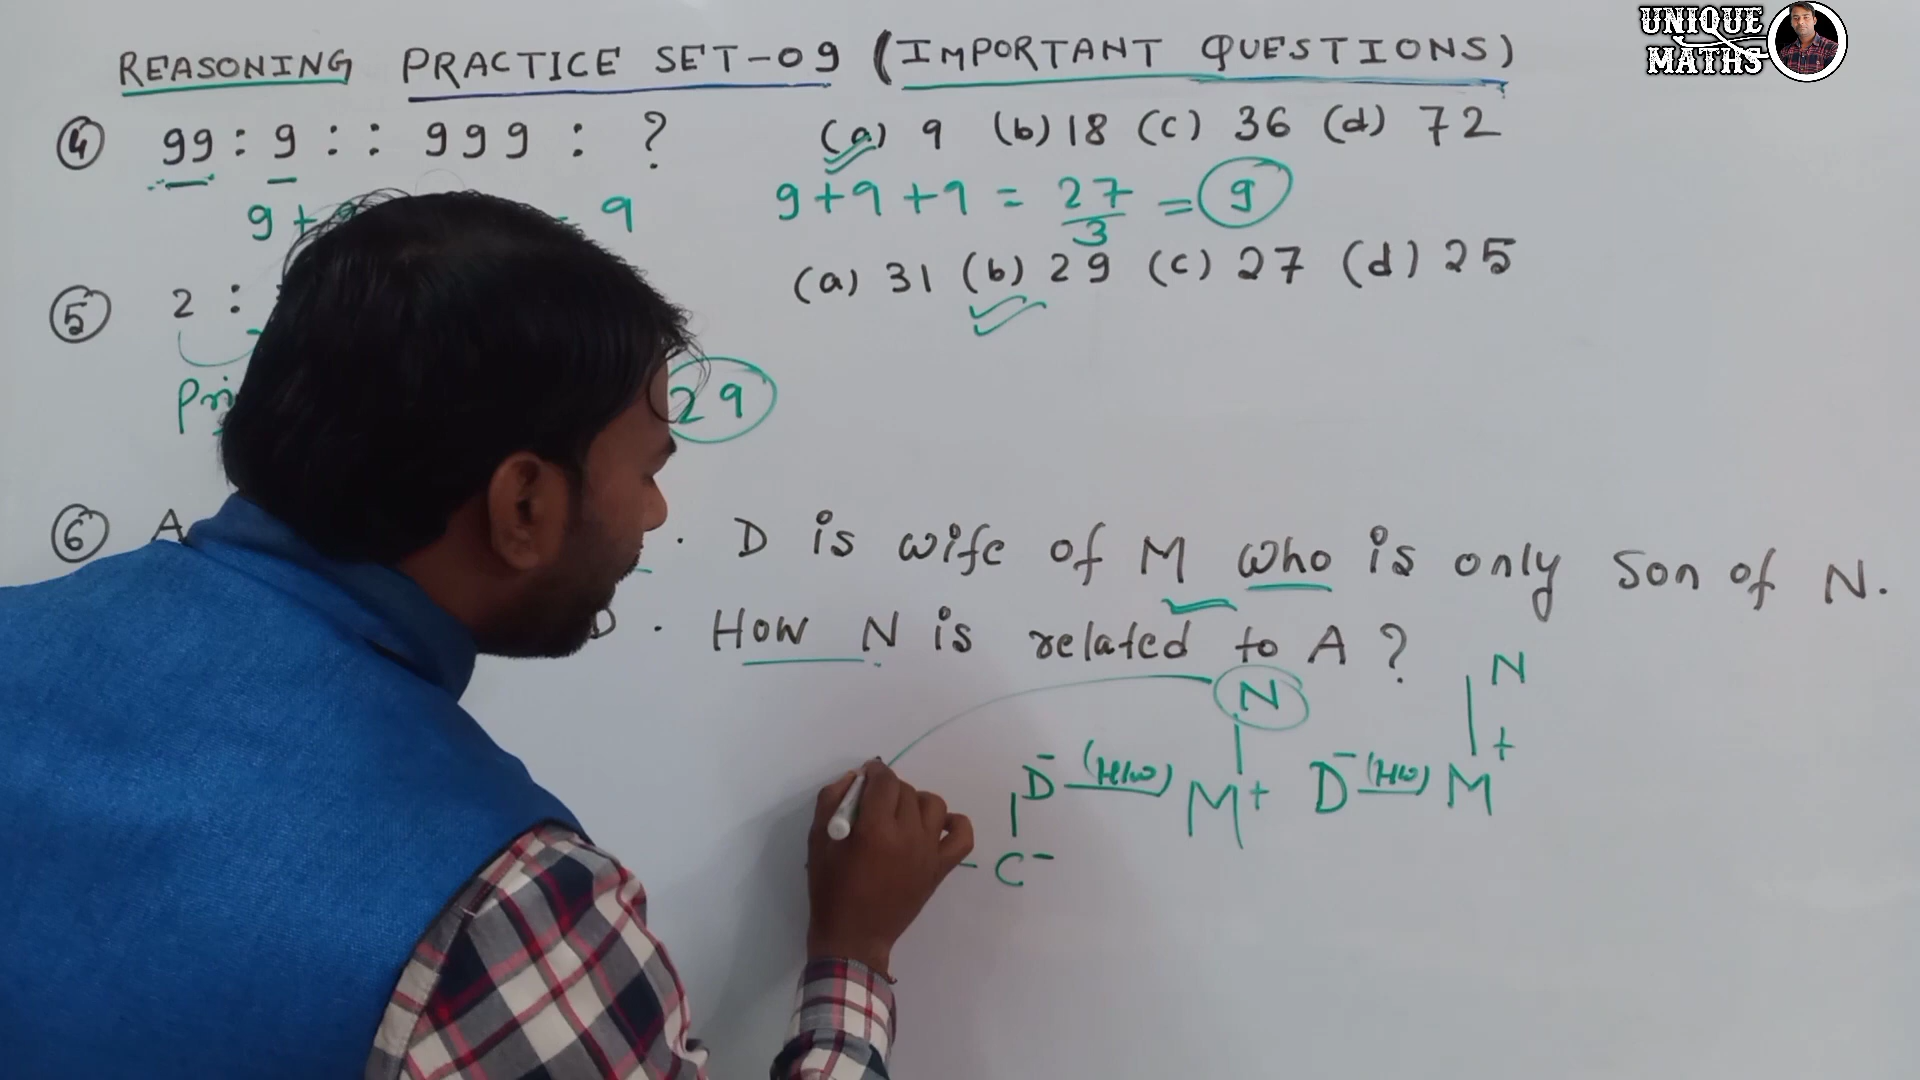 UNIQUE
MATHS
REASONING PRACTICE SET-09 (IMPORTANT QUESTIONS)
4 99 : 9 : : 999 : ? (a) 9 (b) 18 (c) 36 (d) 72
9 + 9 9 + 9 + 9 = 27/3 = 9
5 2 : (a) 31 (b) 29 (c) 27 (d) 25
29
6 A . D is wife of M who is only son of N.
D . How N is related to A ?
N N
D - (H/W) M + D - (HW) M +
- C -